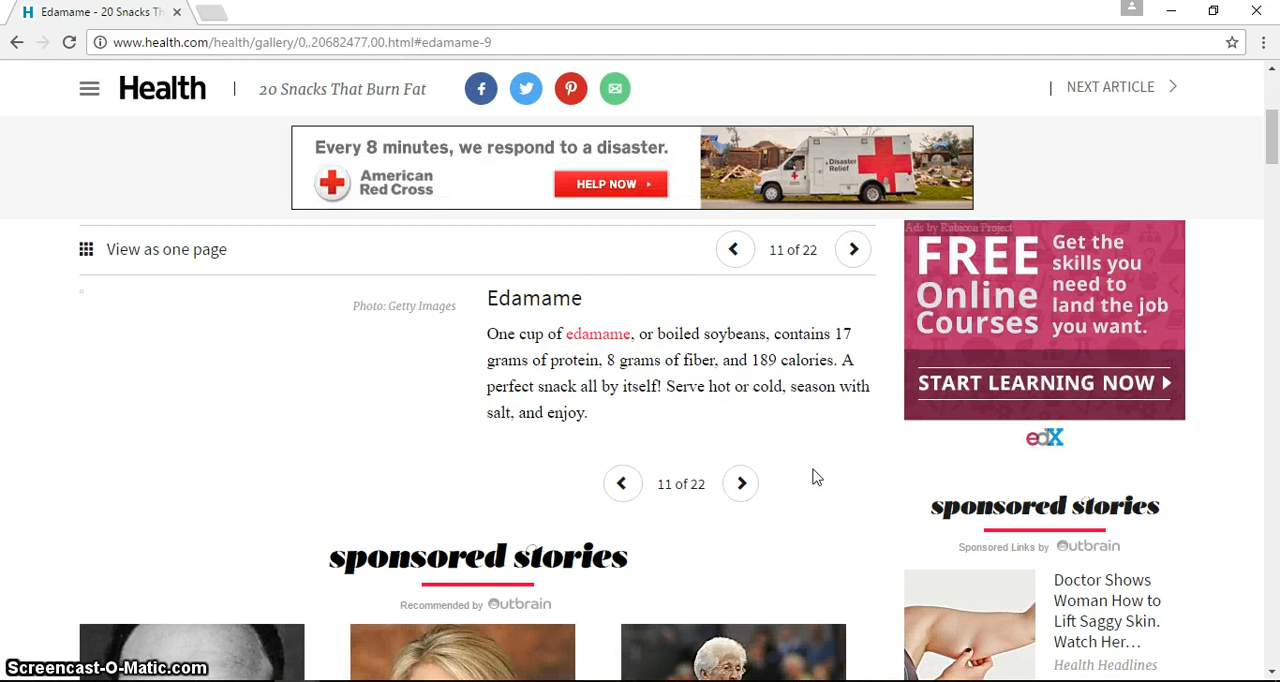 Edamame - 20 Snacks Th
www.health.com/health/gallery/0,,20682477,00.html#edamame-9
Health
20 Snacks That Burn Fat
NEXT ARTICLE
Every 8 minutes, we respond to a disaster.
American
Red Cross
HELP NOW
Disaster
Relief
View as one page
11 of 22
Photo: Getty Images
Edamame
One cup of edamame, or boiled soybeans, contains 17
grams of protein, 8 grams of fiber, and 189 calories. A
perfect snack all by itself! Serve hot or cold, season with
salt, and enjoy.
11 of 22
sponsored stories
Recommended by Outbrain
Ads by Rubicon Project
FREE
Online
Courses
Get the
skills you
need to
land the job
you want.
START LEARNING NOW
edX
sponsored stories
Sponsored Links by Outbrain
Doctor Shows
Woman How to
Lift Saggy Skin.
Watch Her...
Health Headlines
Screencast-O-Matic.com